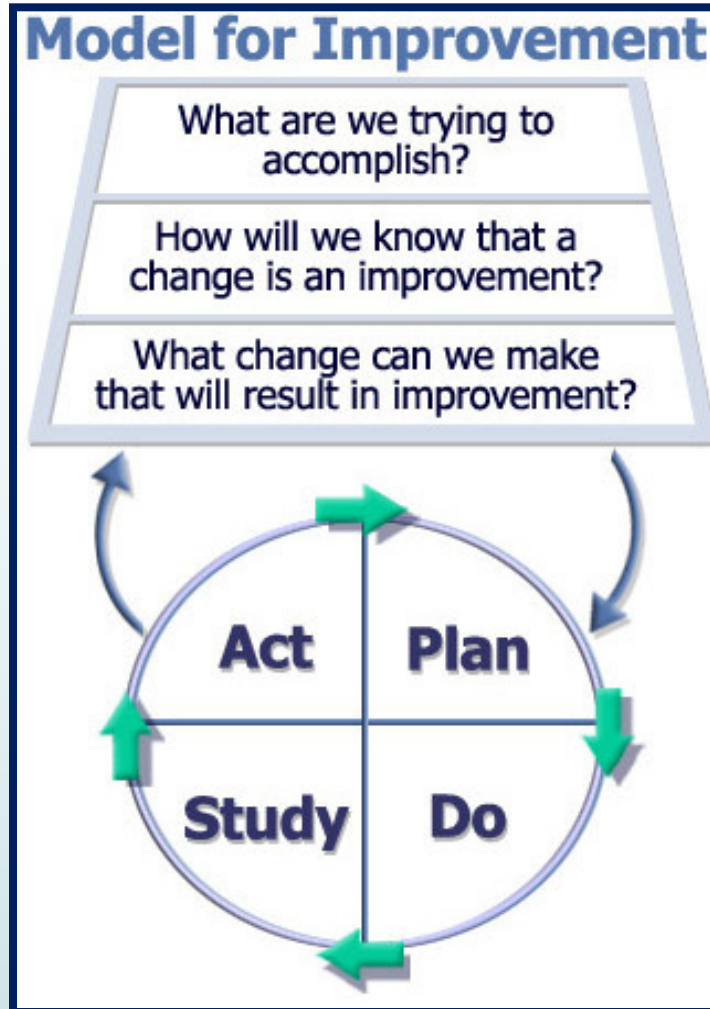 Model for Improvement
What are we trying to
accomplish?
How will we know that a
change is an improvement?
What change can we make
that will result in improvement?
Act
Plan
Study
Do